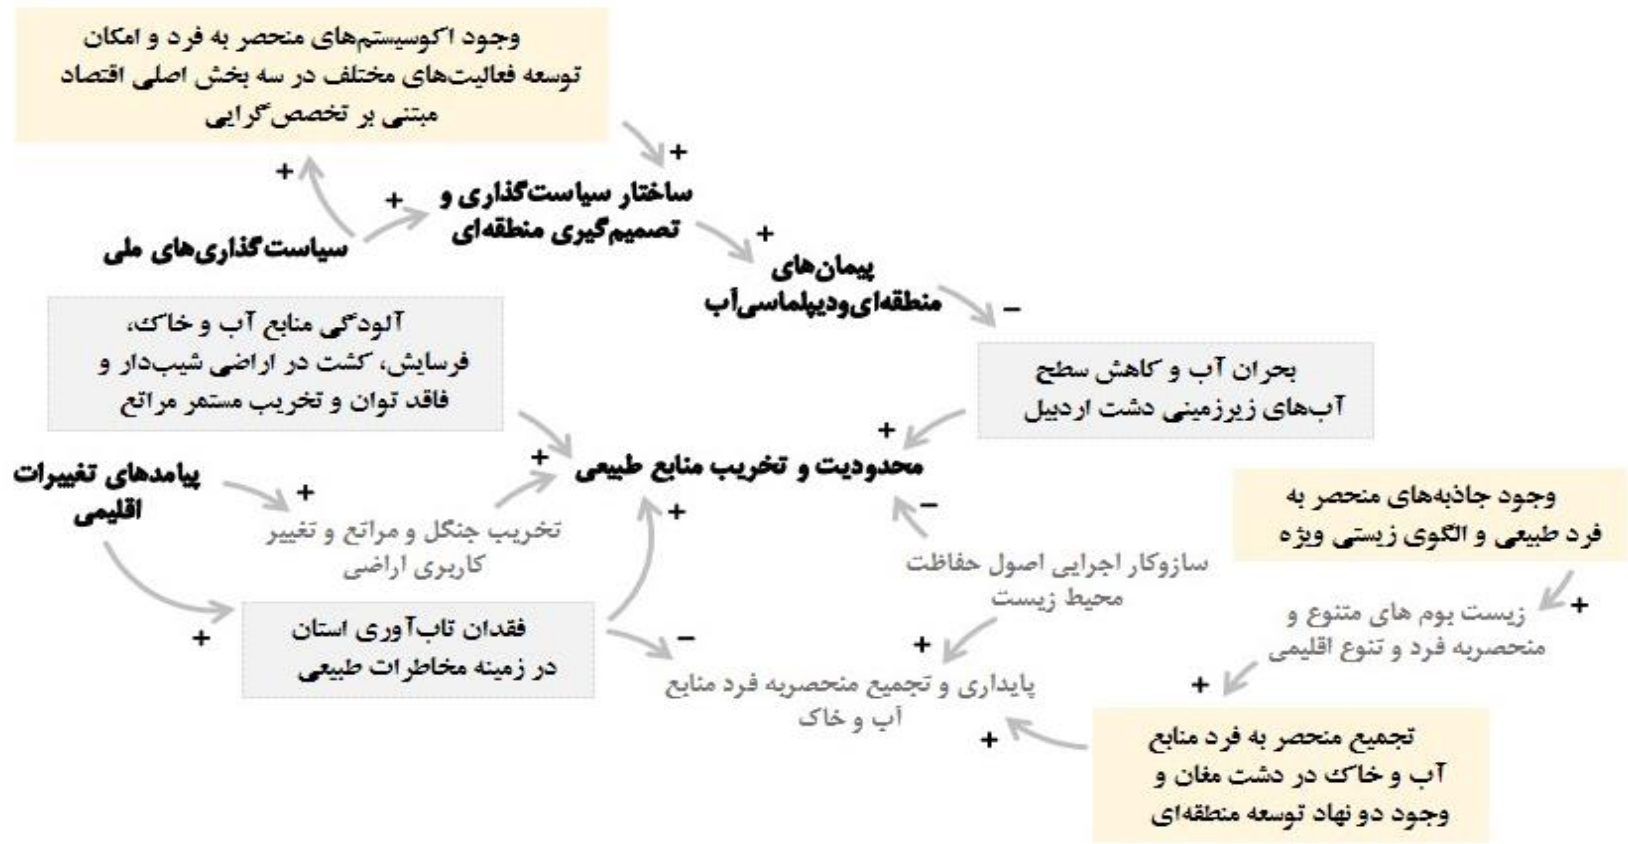 وجود اکوسیستم‌های منحصر به فرد و امکان
توسعه فعالیت‌های مختلف در سه بخش اصلی اقتصاد
مبتنی بر تخصص‌گرایی
+
+
+
ساختار سیاست‌گذاری و
تصمیم‌گیری منطقه‌ای
سیاست‌گذاری‌های ملی
+
پیمان‌های
منطقه‌ای‌ودیپلماسی‌آب
–
آلودگی منابع آب و خاک،
فرسایش، کشت در اراضی شیب‌دار و
فاقد توان و تخریب مستمر مراتع
بحران آب و کاهش سطح
آب‌های زیرزمینی دشت اردبیل
+
+
محدودیت و تخریب منابع طبیعی
پیامدهای تغییرات
اقلیمی
+
+
–
وجود جاذبه‌های منحصر به
فرد طبیعی و الگوی زیستی ویژه
تخریب جنگل و مراتع و تغییر
کاربری اراضی
سازوکار اجرایی اصول حفاظت
محیط زیست
+
زیست بوم های متنوع و
منحصربه فرد و تنوع اقلیمی
+
فقدان تاب‌آوری استان
در زمینه مخاطرات طبیعی
–
+
+
پایداری و تجمیع منحصربه فرد منابع
آب و خاک
+
تجمیع منحصر به فرد منابع
آب و خاک در دشت مغان و
وجود دو نهاد توسعه منطقه‌ای